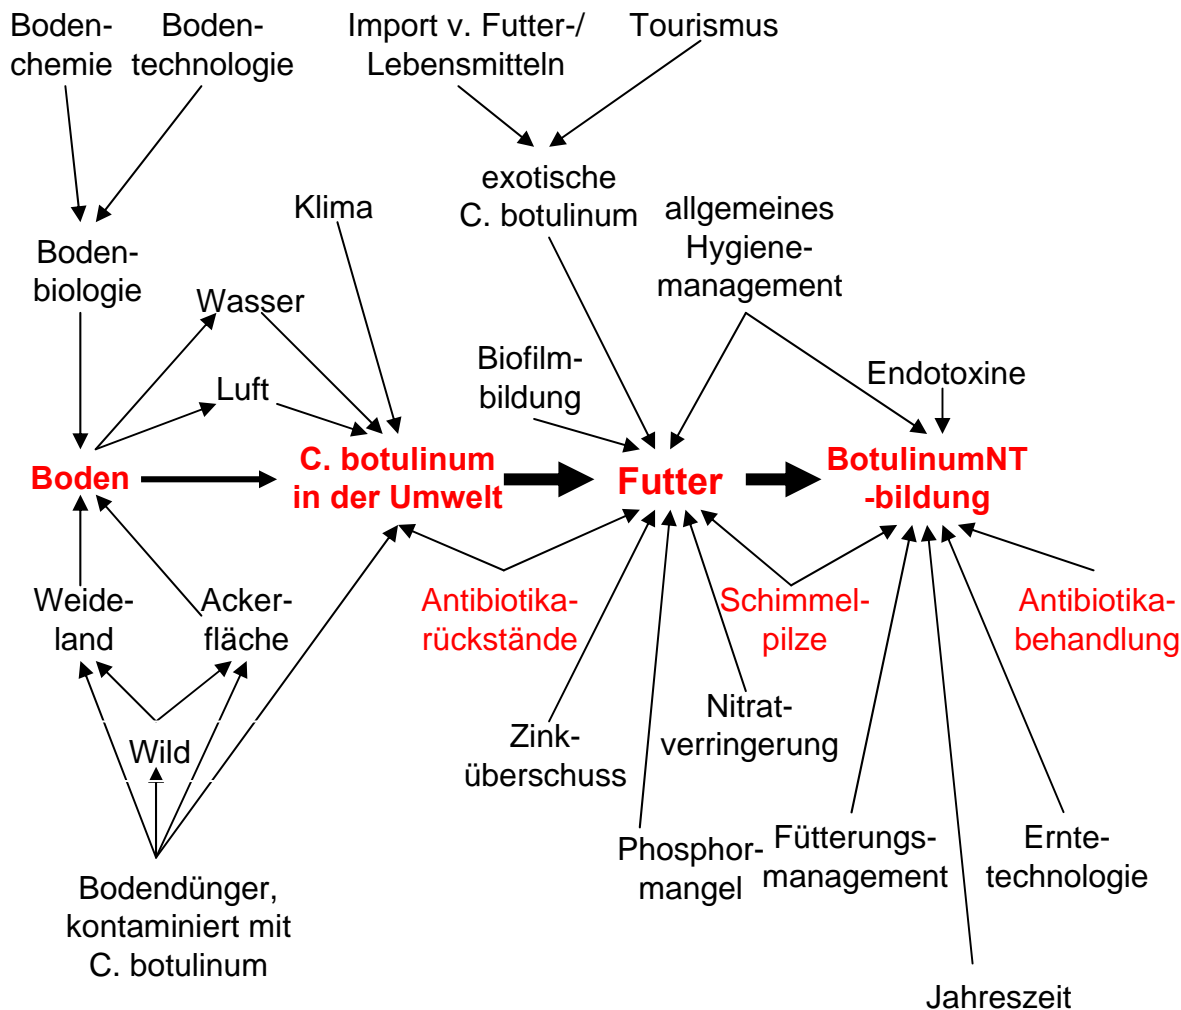 Boden-
chemie
Boden-
technologie
Import v. Futter-/
Lebensmitteln
Tourismus
exotische
C. botulinum
Klima
allgemeines
Hygiene-
management
Boden-
biologie
Wasser
Luft
Biofilm-
bildung
Endotoxine
Boden
C. botulinum
in der Umwelt
Futter
BotulinumNT
-bildung
Weide-
land
Acker-
fläche
Antibiotika-
rückstände
Schimmel-
pilze
Antibiotika-
behandlung
Wild
Zink-
überschuss
Nitrat-
verringerung
Phosphor-
mangel
Fütterungs-
management
Ernte-
technologie
Bodendünger,
kontaminiert mit
C. botulinum
Jahreszeit